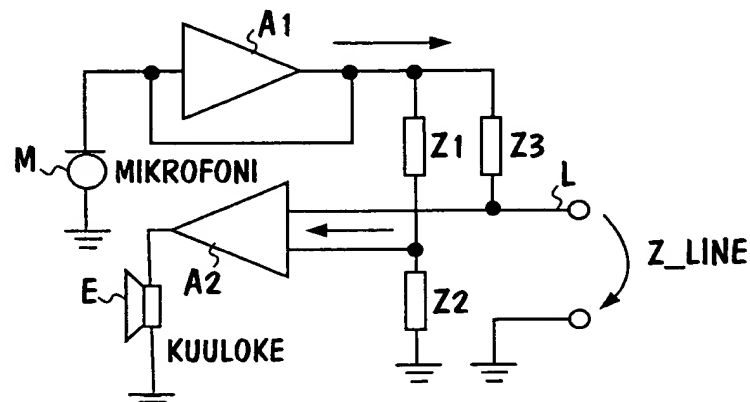 A1
Z1
Z3
L
M
MIKROFONI
Z_LINE
A2
E
Z2
KUULOKE